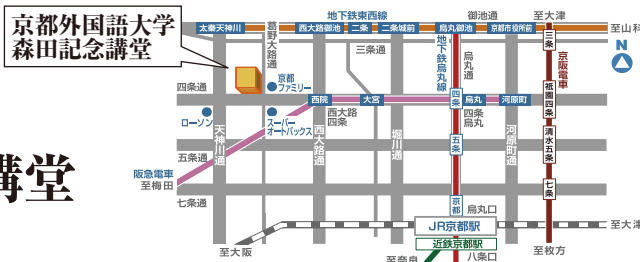 京都外国語大学
森田記念講堂
講堂
地下鉄東西線
御池通
至大津
太秦天神川
葛野大路通
西大路御池
二条
二条城前
烏丸御池
京都市役所前
三条
至山科
三条通
地下鉄烏丸線
烏丸通
京阪電車
N
京都
ファミリー
四条通
西院
大宮
四条
烏丸
河原町
祇園四条
ローソン
スーパー
オートバックス
西大路
四条
四条
烏丸
天神川通
西大路通
堀川通
五条
河原町通
清水五条
五条通
阪急電車
至梅田
七条
七条通
京都
烏丸口
JR京都駅
至大津
至大阪
近鉄京都駅
至枚方
至奈良
八条口